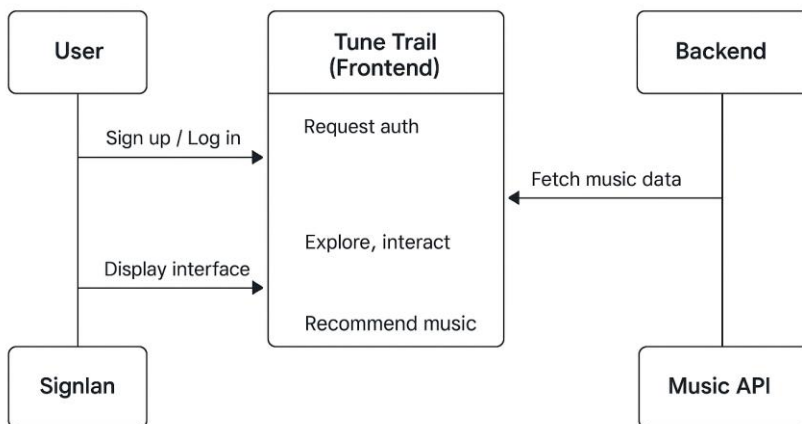 User
Tune Trail
(Frontend)
Backend
Request auth
Sign up / Log in
Fetch music data
Explore, interact
Display interface
Recommend music
Signlan
Music API